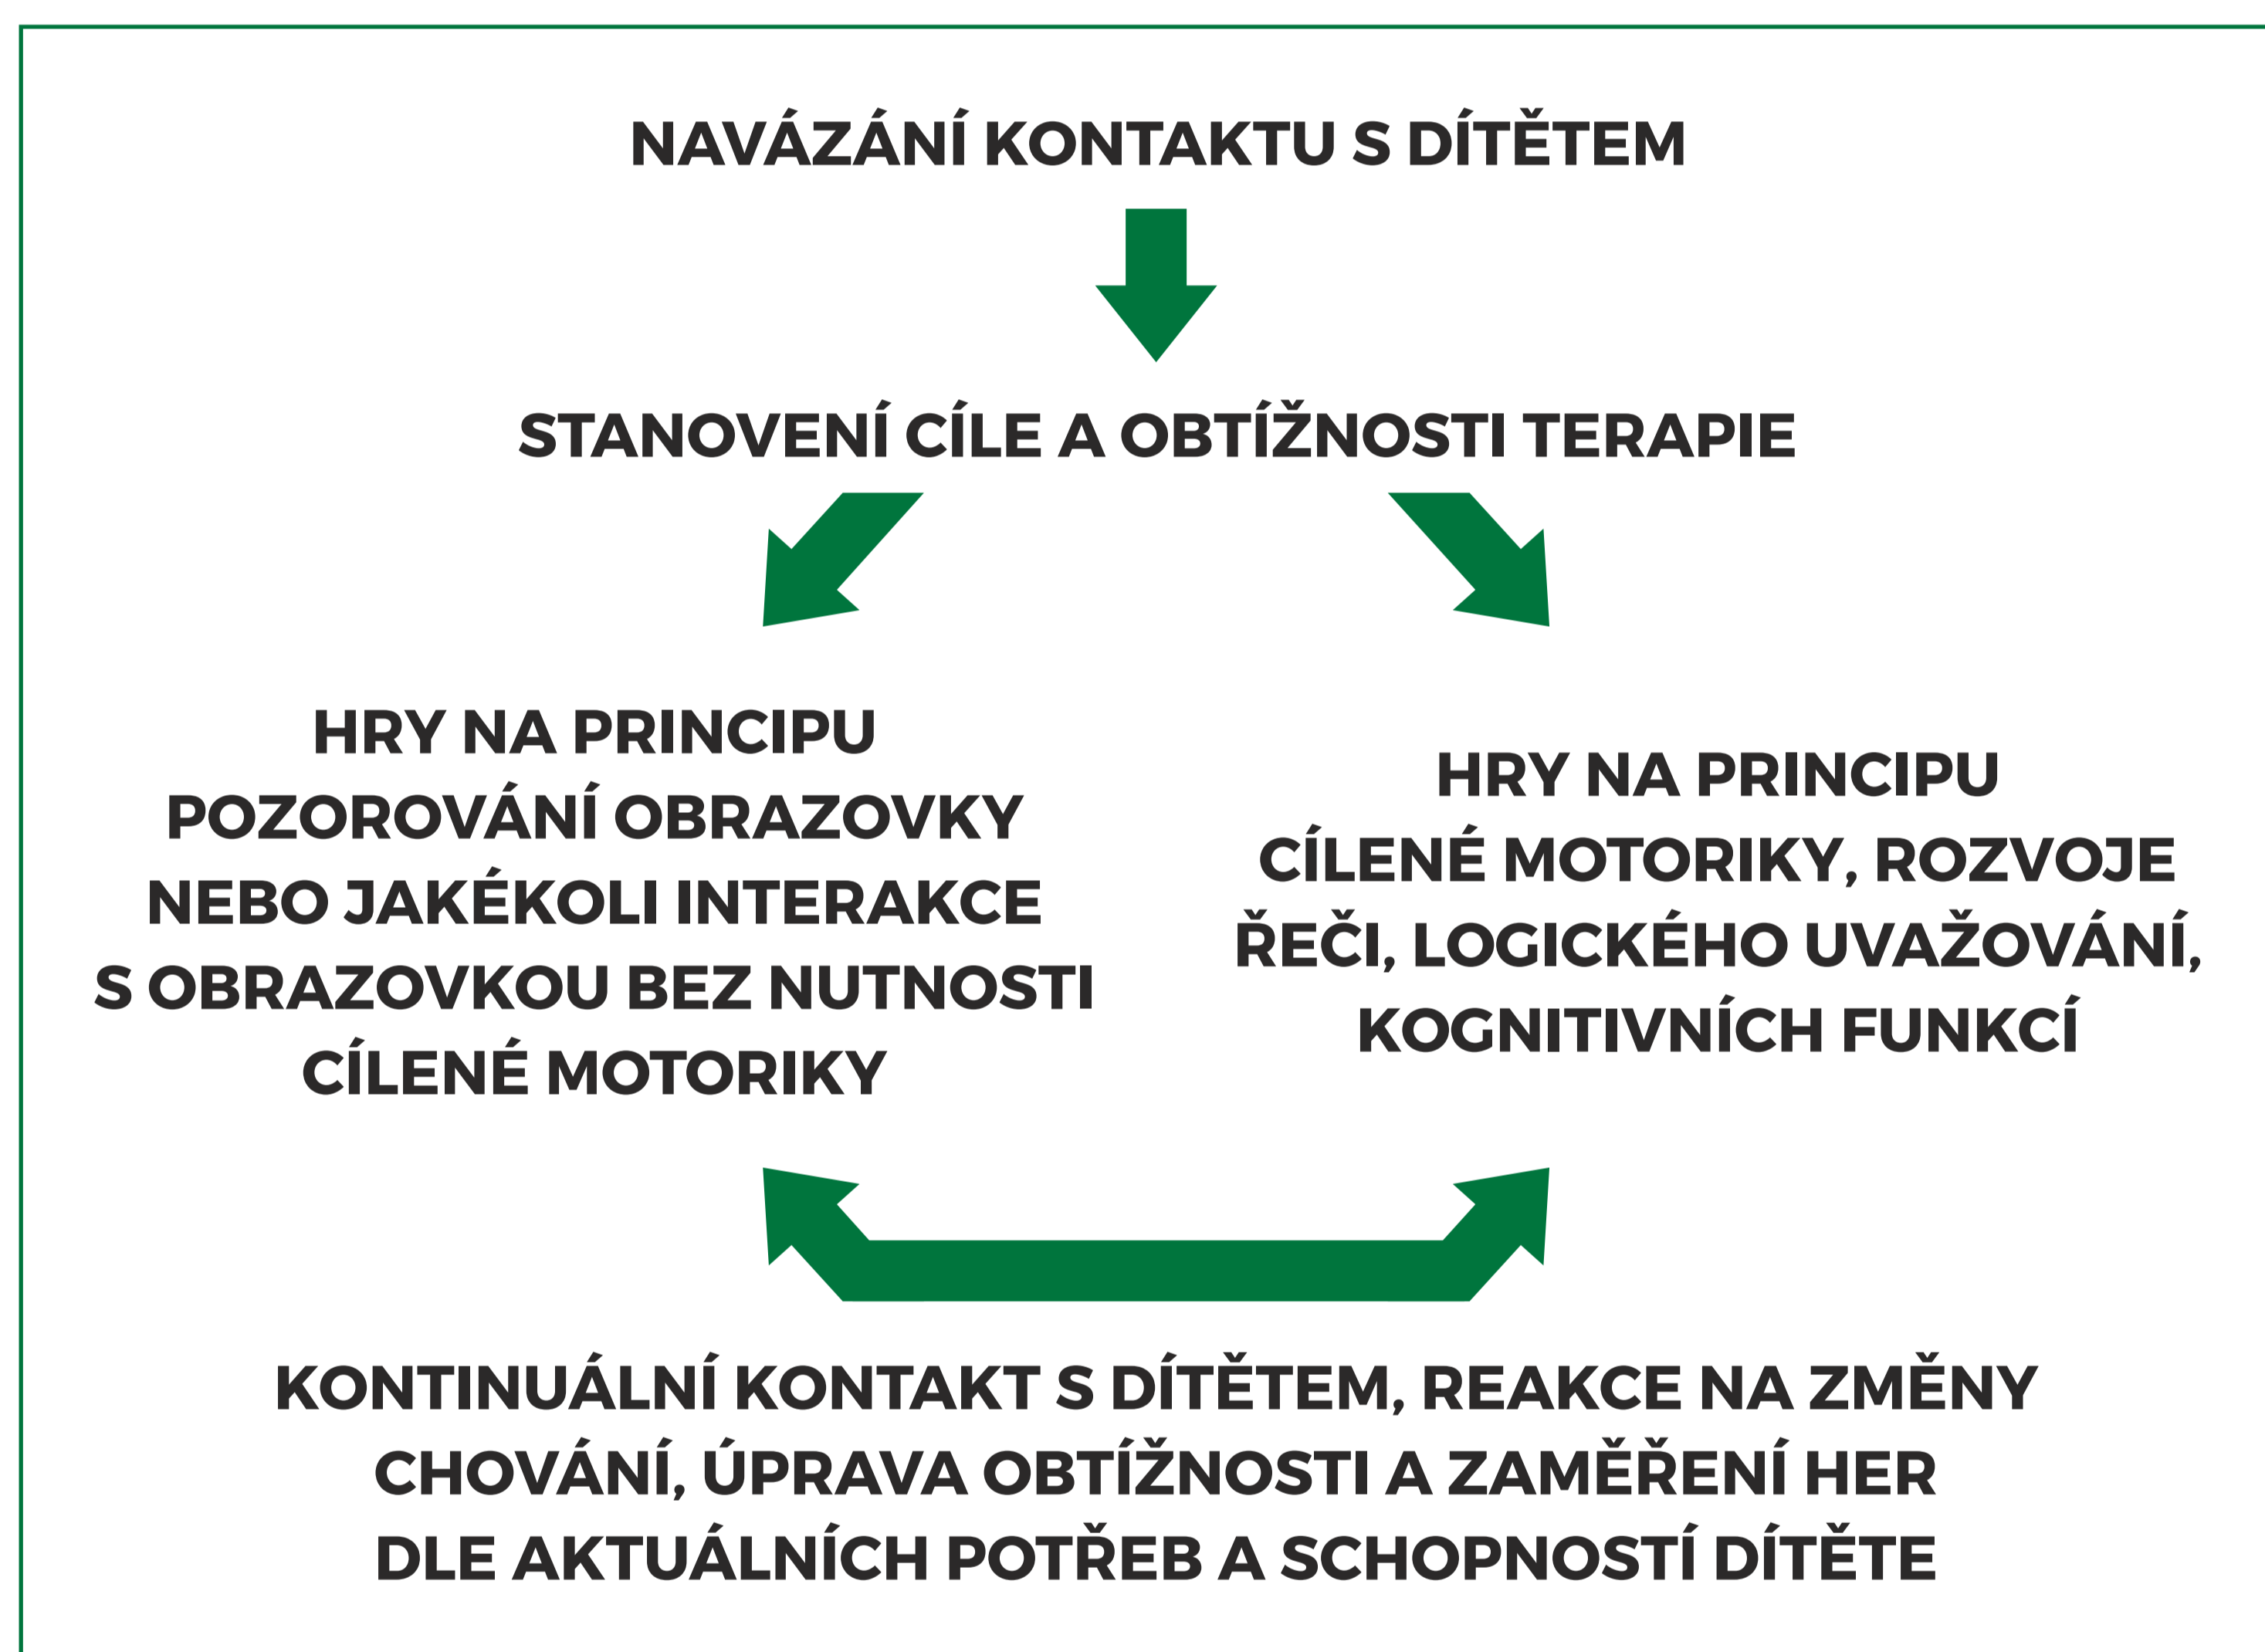 NAVÁZÁNÍ KONTAKTU S DÍTĚTEM
STANOVENÍ CÍLE A OBTÍŽNOSTI TERAPIE
HRY NA PRINCIPU
POZOROVÁNÍ OBRAZOVKY
NEBO JAKÉKOLI INTERAKCE
S OBRAZOVKOU BEZ NUTNOSTI
CÍLENÉ MOTORIKY
HRY NA PRINCIPU
CÍLENÉ MOTORIKY, ROZVOJE
ŘEČI, LOGICKÉHO UVAŽOVÁNÍ,
KOGNITIVNÍCH FUNKCÍ
KONTINUÁLNÍ KONTAKT S DÍTĚTEM, REAKCE NA ZMĚNY
CHOVÁNÍ, ÚPRAVA OBTÍŽNOSTI A ZAMĚŘENÍ HER
DLE AKTUÁLNÍCH POTŘEB A SCHOPNOSTÍ DÍTĚTE